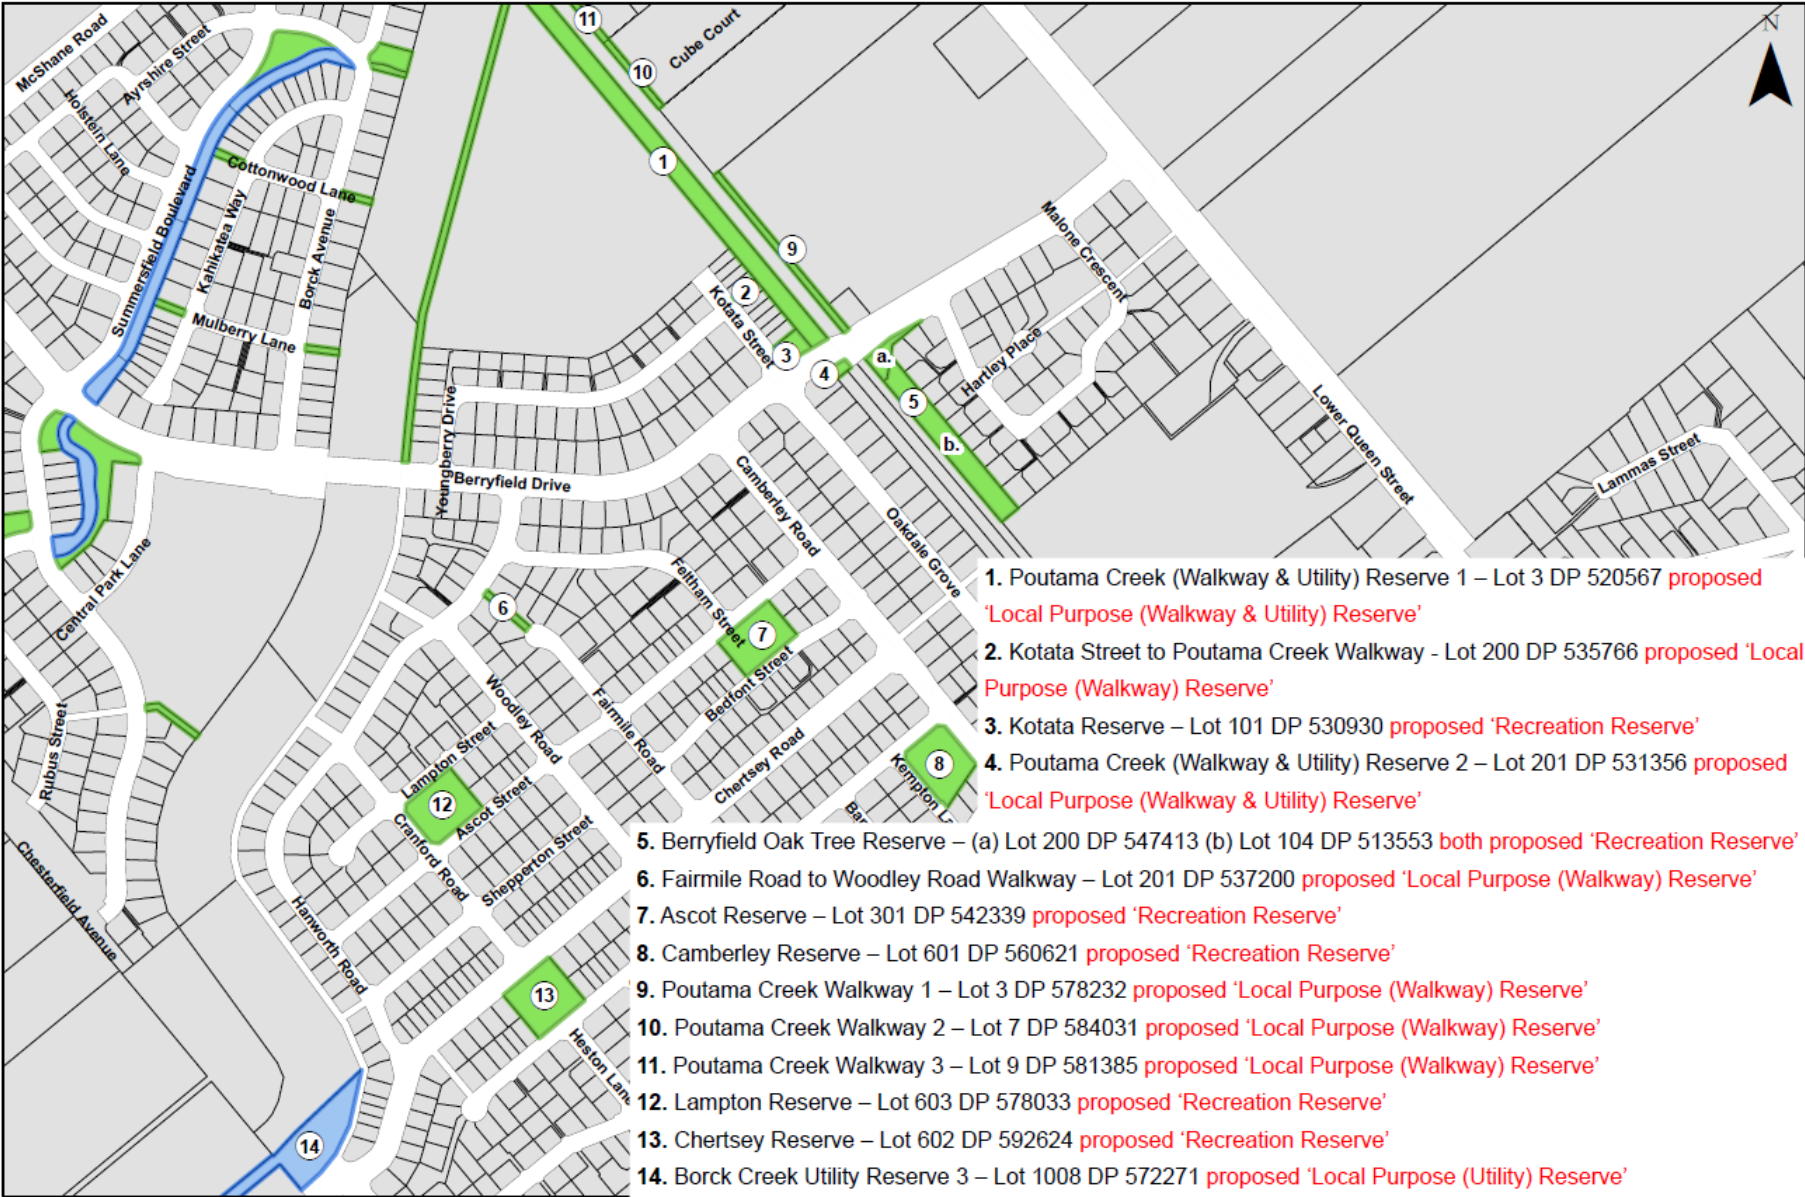 McShane Road
Ayrshire Street
Holstein Lane
Summersfield Boulevard
Cottonwood Lane
Kahikatea Way
Borck Avenue
Mulberry Lane
11
10
Cube Court
N
1
9
2
Kotata Street
3
4
a.
5
b.
Malone Crescent
Hartley Place
Lower Queen Street
Lammas Street
Youngberry Drive
Berryfield Drive
Camberley Road
Oakdale Grove
Central Park Lane
6
Feltham Street
7
Bedfont Street
Woodley Road
Fairmile Road
Chertsey Road
8
Kempton La
Bar
Rubus Street
Lampton Street
12
Ascot Street
Cranford Road
Shepperton Street
Chesterfield Avenue
Hanworth Road
13
Heston Lane
14
1. Poutama Creek (Walkway & Utility) Reserve 1 – Lot 3 DP 520567 proposed
‘Local Purpose (Walkway & Utility) Reserve’
2. Kotata Street to Poutama Creek Walkway - Lot 200 DP 535766 proposed ‘Local
Purpose (Walkway) Reserve’
3. Kotata Reserve – Lot 101 DP 530930 proposed ‘Recreation Reserve’
4. Poutama Creek (Walkway & Utility) Reserve 2 – Lot 201 DP 531356 proposed
‘Local Purpose (Walkway & Utility) Reserve’
5. Berryfield Oak Tree Reserve – (a) Lot 200 DP 547413 (b) Lot 104 DP 513553 both proposed ‘Recreation Reserve’
6. Fairmile Road to Woodley Road Walkway – Lot 201 DP 537200 proposed ‘Local Purpose (Walkway) Reserve’
7. Ascot Reserve – Lot 301 DP 542339 proposed ‘Recreation Reserve’
8. Camberley Reserve – Lot 601 DP 560621 proposed ‘Recreation Reserve’
9. Poutama Creek Walkway 1 – Lot 3 DP 578232 proposed ‘Local Purpose (Walkway) Reserve’
10. Poutama Creek Walkway 2 – Lot 7 DP 584031 proposed ‘Local Purpose (Walkway) Reserve’
11. Poutama Creek Walkway 3 – Lot 9 DP 581385 proposed ‘Local Purpose (Walkway) Reserve’
12. Lampton Reserve – Lot 603 DP 578033 proposed ‘Recreation Reserve’
13. Chertsey Reserve – Lot 602 DP 592624 proposed ‘Recreation Reserve’
14. Borck Creek Utility Reserve 3 – Lot 1008 DP 572271 proposed ‘Local Purpose (Utility) Reserve’